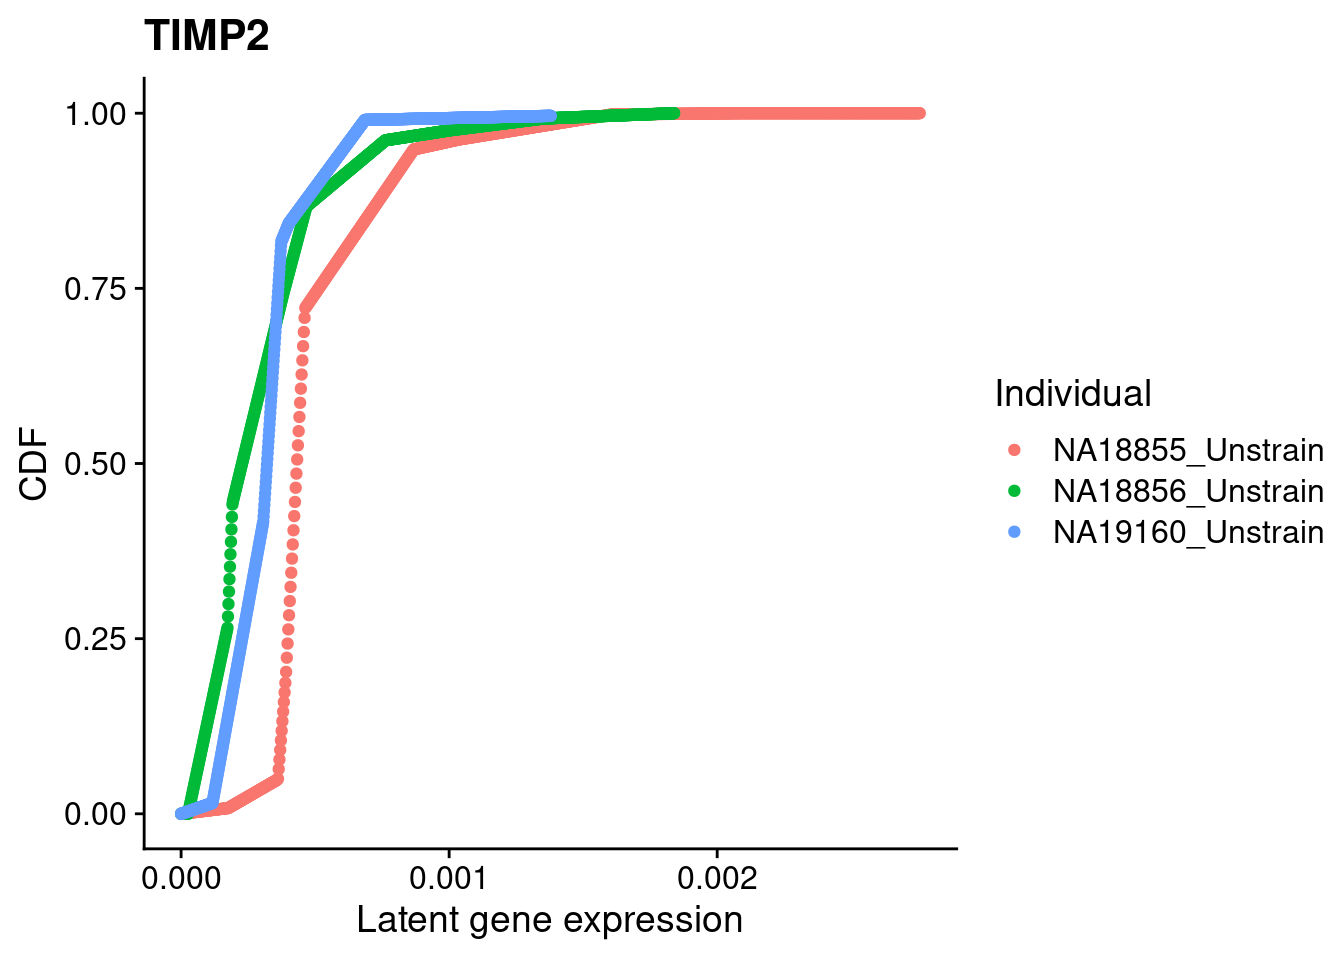 TIMP2
1.00
0.75
0.50
0.25
0.00
CDF
0.000 0.001 0.002
Latent gene expression
Individual
NA18855_Unstrain
NA18856_Unstrain
NA19160_Unstrain